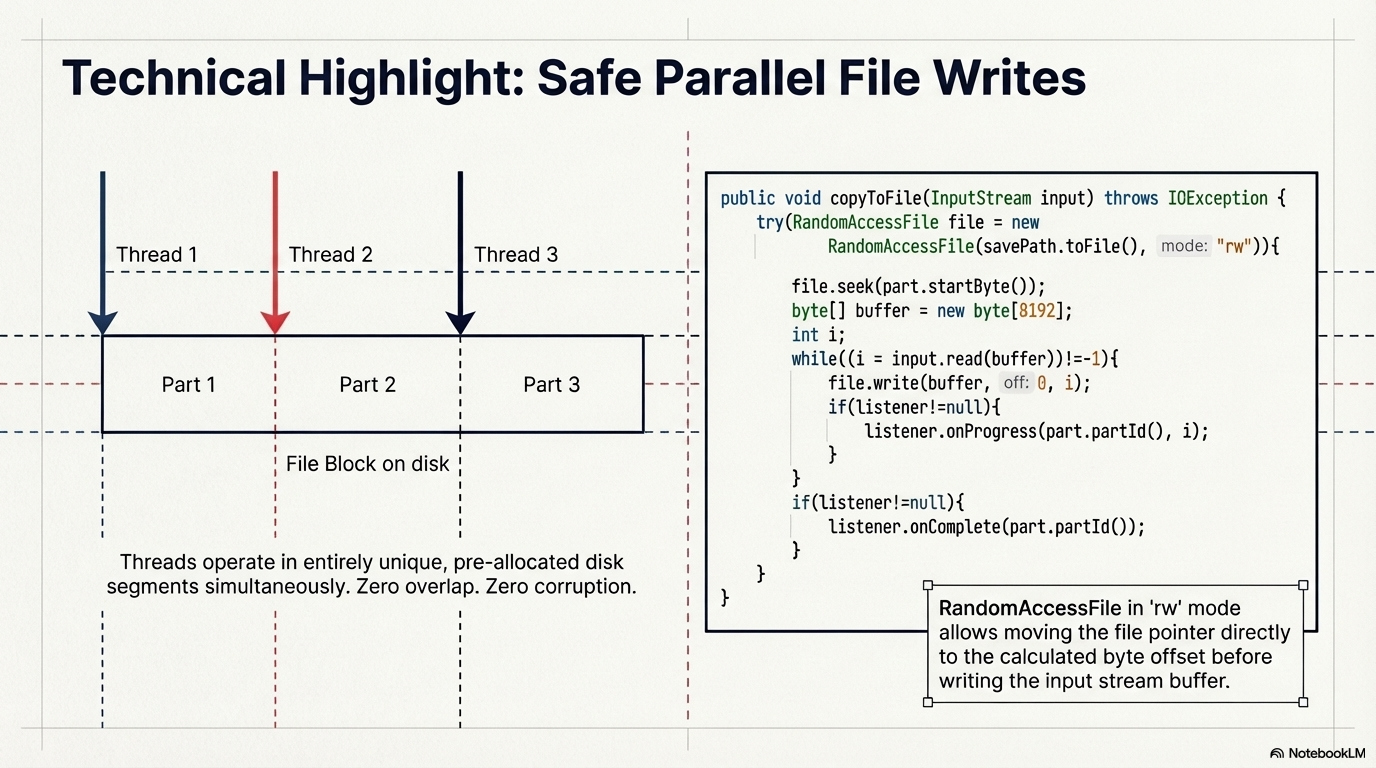 Technical Highlight: Safe Parallel File Writes
Thread 1
Thread 2
Thread 3
Part 1
Part 2
Part 3
File Block on disk
Threads operate in entirely unique, pre-allocated disk
segments simultaneously. Zero overlap. Zero corruption.
public void copyToFile(InputStream input) throws IOException {
try(RandomAccessFile file = new
RandomAccessFile(savePath.toFile(), mode: "rw")){
file.seek(part.startByte());
byte[] buffer = new byte[8192];
int i;
while((i = input.read(buffer))!=-1){
file.write(buffer, off: 0, i);
if(listener!=null){
listener.onProgress(part.partId(), i);
}
}
if(listener!=null){
listener.onComplete(part.partId());
}
}
}
RandomAccessFile in 'rw' mode
allows moving the file pointer directly
to the calculated byte offset before
writing the input stream buffer.
NotebookLM